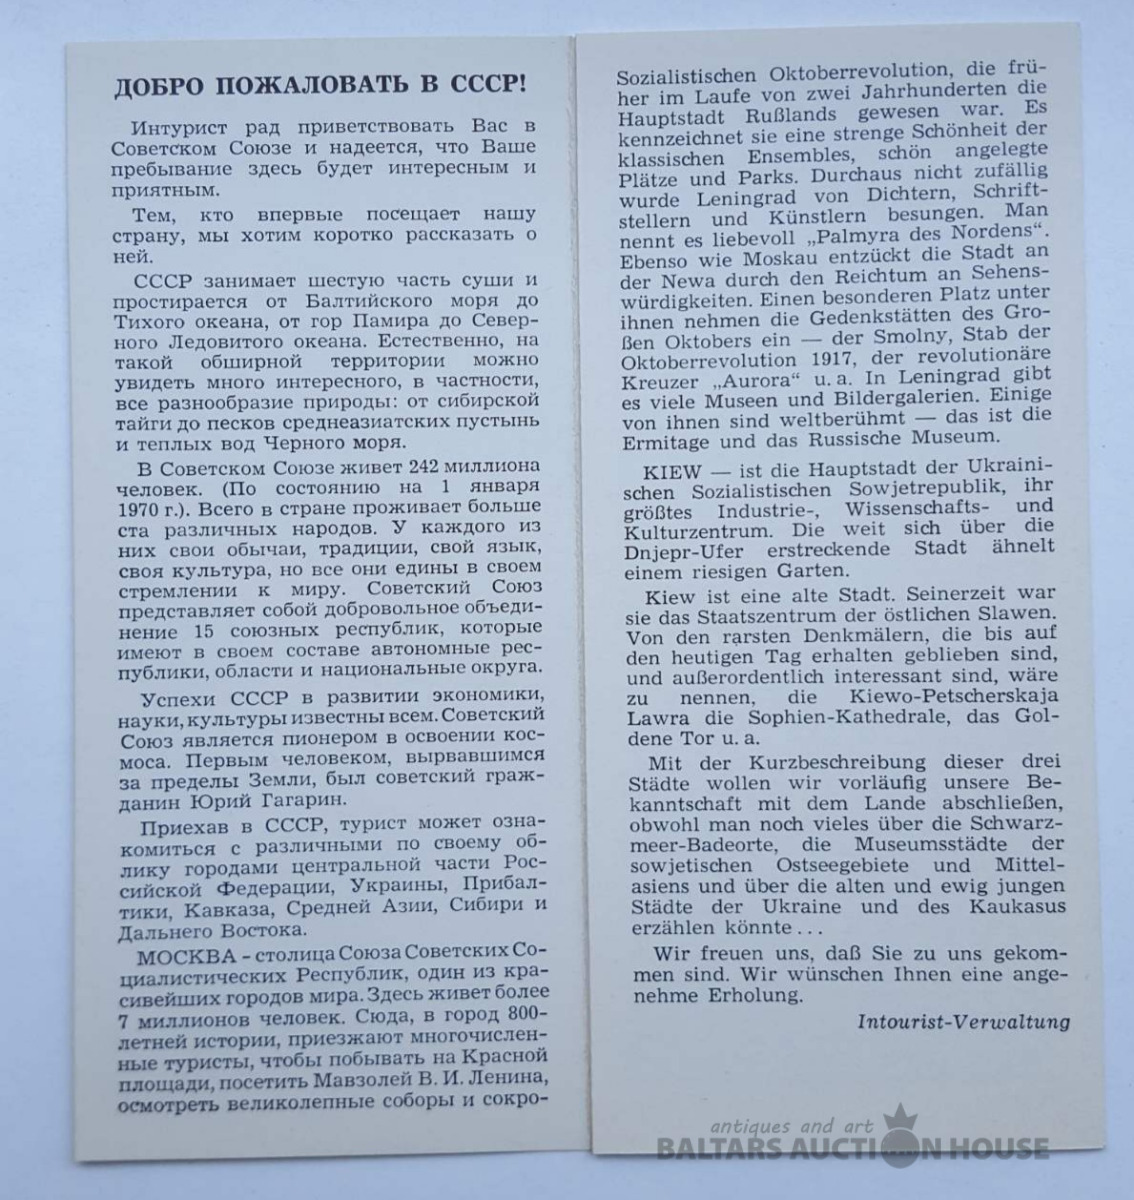 ДОБРО ПОЖАЛОВАТЬ В СССР!
Интурист рад приветствовать Вас в
Советском Союзе и надеется, что Ваше
пребывание здесь будет интересным и
приятным.
Тем, кто впервые посещает нашу
страну, мы хотим коротко рассказать о
ней.
СССР занимает шестую часть суши и
простирается от Балтийского моря до
Тихого океана, от гор Памира до Север-
ного Ледовитого океана. Естественно, на
такой обширной территории можно
увидеть много интересного, в частности,
все разнообразие природы: от сибирской
тайги до песков среднеазиатских пустынь
и теплых вод Черного моря.
В Советском Союзе живет 242 миллиона
человек. (По состоянию на 1 января
1970 г.). Всего в стране проживает больше
ста различных народов. У каждого из
них свои обычаи, традиции, свой язык,
своя культура, но все они едины в своем
стремлении к миру. Советский Союз
представляет собой добровольное объеди-
нение 15 союзных республик, которые
имеют в своем составе автономные рес-
публики, области и национальные округа.
Успехи СССР в развитии экономики,
науки, культуры известны всем. Советский
Союз является пионером в освоении кос-
моса. Первым человеком, вырвавшимся
за пределы Земли, был советский граж-
данин Юрий Гагарин.
Приехав в СССР, турист может озна-
комиться с различными по своему об-
лику городами центральной части Рос-
сийской Федерации, Украины, Прибал-
тики, Кавказа, Средней Азии, Сибири и
Дальнего Востока.
МОСКВА - столица Союза Советских Со-
циалистических Республик, один из кра-
сивейших городов мира. Здесь живет более
7 миллионов человек. Сюда, в город 800-
летней истории, приезжают многочислен-
ные туристы, чтобы побывать на Красной
площади, посетить Мавзолей В. И. Ленина,
осмотреть великолепные соборы и сокро-
Sozialistischen Oktoberrevolution, die frü-
her im Laufe von zwei Jahrhunderten die
Hauptstadt Rußlands gewesen war. Es
kennzeichnet sie eine strenge Schönheit der
klassischen Ensembles, schön angelegte
Plätze und Parks. Durchaus nicht zufällig
wurde Leningrad von Dichtern, Schrift-
stellern und Künstlern besungen. Man
nennt es liebevoll „Palmyra des Nordens“.
Ebenso wie Moskau entzückt die Stadt an
der Newa durch den Reichtum an Sehens-
würdigkeiten. Einen besonderen Platz unter
ihnen nehmen die Gedenkstätten des Gro-
ßen Oktobers ein — der Smolny, Stab der
Oktoberrevolution 1917, der revolutionäre
Kreuzer „Aurora“ u. a. In Leningrad gibt
es viele Museen und Bildergalerien. Einige
von ihnen sind weltberühmt — das ist die
Ermitage und das Russische Museum.
KIEW — ist die Hauptstadt der Ukraini-
schen Sozialistischen Sowjetrepublik, ihr
größtes Industrie-, Wissenschafts- und
Kulturzentrum. Die weit sich über die
Dnjepr-Ufer erstreckende Stadt ähnelt
einem riesigen Garten.
Kiew ist eine alte Stadt. Seinerzeit war
sie das Staatszentrum der östlichen Slawen.
Von den rarsten Denkmälern, die bis auf
den heutigen Tag erhalten geblieben sind,
und außerordentlich interessant sind, wäre
zu nennen, die Kiewo-Petscherskaja
Lawra die Sophien-Kathedrale, das Gol-
dene Tor u. a.
Mit der Kurzbeschreibung dieser drei
Städte wollen wir vorläufig unsere Be-
kanntschaft mit dem Lande abschließen,
obwohl man noch vieles über die Schwarz-
meer-Badeorte, die Museumsstädte der
sowjetischen Ostseegebiete und Mittel-
asiens und über die alten und ewig jungen
Städte der Ukraine und des Kaukasus
erzählen könnte . . .
Wir freuen uns, daß Sie zu uns gekom-
men sind. Wir wünschen Ihnen eine ange-
nehme Erholung.
Intourist-Verwaltung
antiques and art
BALTARS AUCTION HOUSE